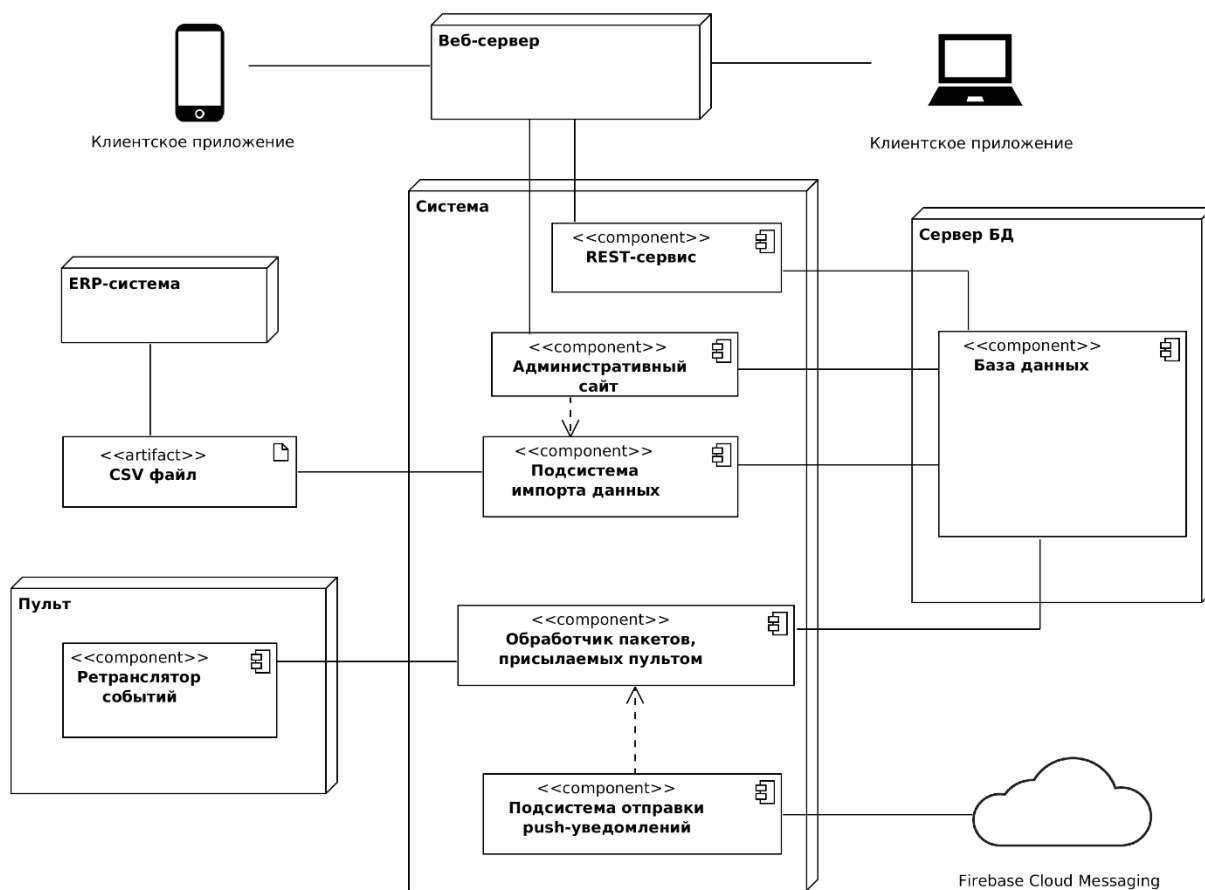 Веб-сервер
Клиентское приложение
Клиентское приложение
Система
<<component>>
REST-сервис
Сервер БД
ERP-система
<<component>>
Административный
сайт
<<component>>
База данных
<<artifact>>
CSV файл
<<component>>
Подсистема
импорта данных
Пульт
<<component>>
Ретранслятор
событий
<<component>>
Обработчик пакетов,
присылаемых пультом
<<component>>
Подсистема отправки
push-уведомлений
Firebase Cloud Messaging